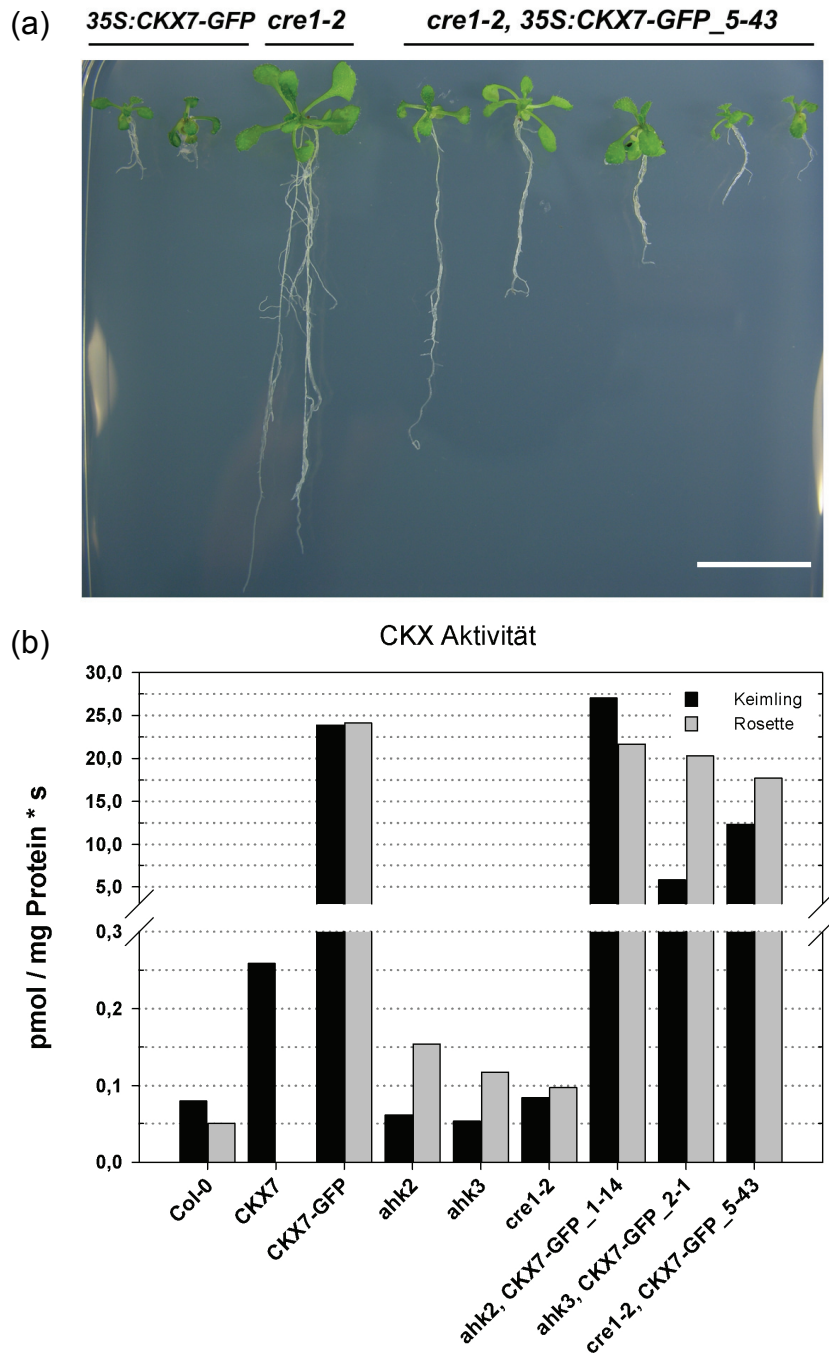 (a)
35S:CKX7-GFP cre1-2 cre1-2, 35S:CKX7-GFP_5-43
(b)
CKX Aktivität
pmol / mg Protein * s
30,0
25,0
20,0
15,0
10,0
5,0
0,3
0,2
0,1
0,0
Keimling
Rosette
Col-0
CKX7
CKX7-GFP
ahk2
ahk3
cre1-2
ahk2, CKX7-GFP_1-14
ahk3, CKX7-GFP_2-1
cre1-2, CKX7-GFP_5-43